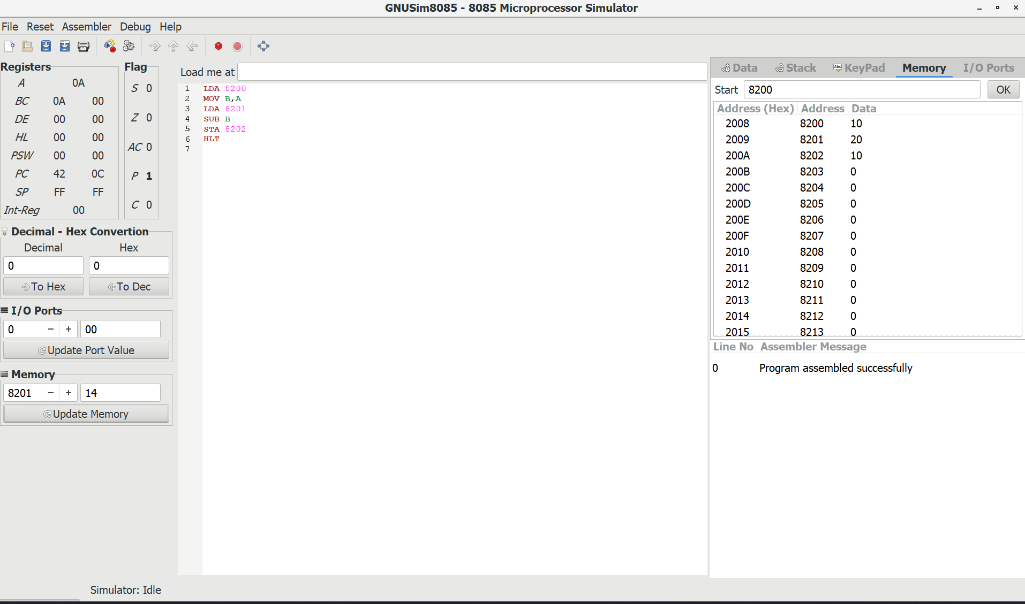 GNUSim8085 - 8085 Microprocessor Simulator
File Reset Assembler Debug Help
Registers
A 0A
BC 0A 00
DE 00 00
HL 00 00
PSW 00 00
PC 42 0C
SP FF FF
Int-Reg 00
Flag
S 0
Z 0
AC 0
P 1
C 0
Decimal - Hex Convertion
Decimal Hex
0 0
To Hex To Dec
I/O Ports
0 − + 00
Update Port Value
Memory
8201 − + 14
Update Memory
Load me at
1 LDA 8200
2 MOV B,A
3 LDA 8201
4 SUB B
5 STA 8202
6 HLT
7
Data Stack KeyPad Memory I/O Ports
Start 8200 OK
Address (Hex) Address Data
2008 8200 10
2009 8201 20
200A 8202 10
200B 8203 0
200C 8204 0
200D 8205 0
200E 8206 0
200F 8207 0
2010 8208 0
2011 8209 0
2012 8210 0
2013 8211 0
2014 8212 0
2015 8213 0
Line No Assembler Message
0 Program assembled successfully
Simulator: Idle